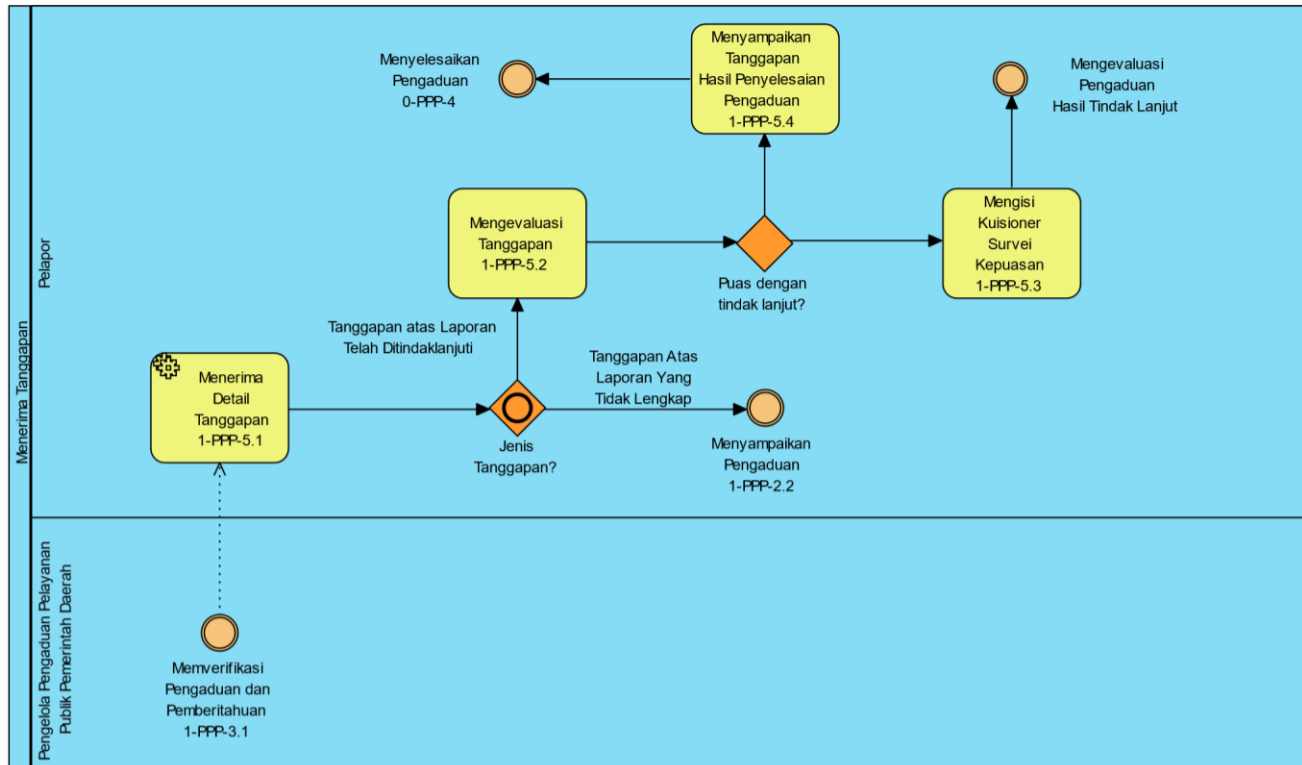 Menerima Tanggapan
Pelapor
Menyelesaikan
Pengaduan
0-PPP-4
Menyampaikan
Tanggapan
Hasil Penyelesaian
Pengaduan
1-PPP-5.4
Mengevaluasi
Pengaduan
Hasil Tindak Lanjut
Mengevaluasi
Tanggapan
1-PPP-5.2
Puas dengan
tindak lanjut?
Mengisi
Kuisioner
Survei
Kepuasan
1-PPP-5.3
Tanggapan atas Laporan
Telah Ditindaklanjuti
Tanggapan Atas
Laporan Yang
Tidak Lengkap
Menerima
Detail
Tanggapan
1-PPP-5.1
Jenis
Tanggapan?
Menyampaikan
Pengaduan
1-PPP-2.2
Pengelola Pengaduan Pelayanan
Publik Pemerintah Daerah
Memverifikasi
Pengaduan dan
Pemberitahuan
1-PPP-3.1